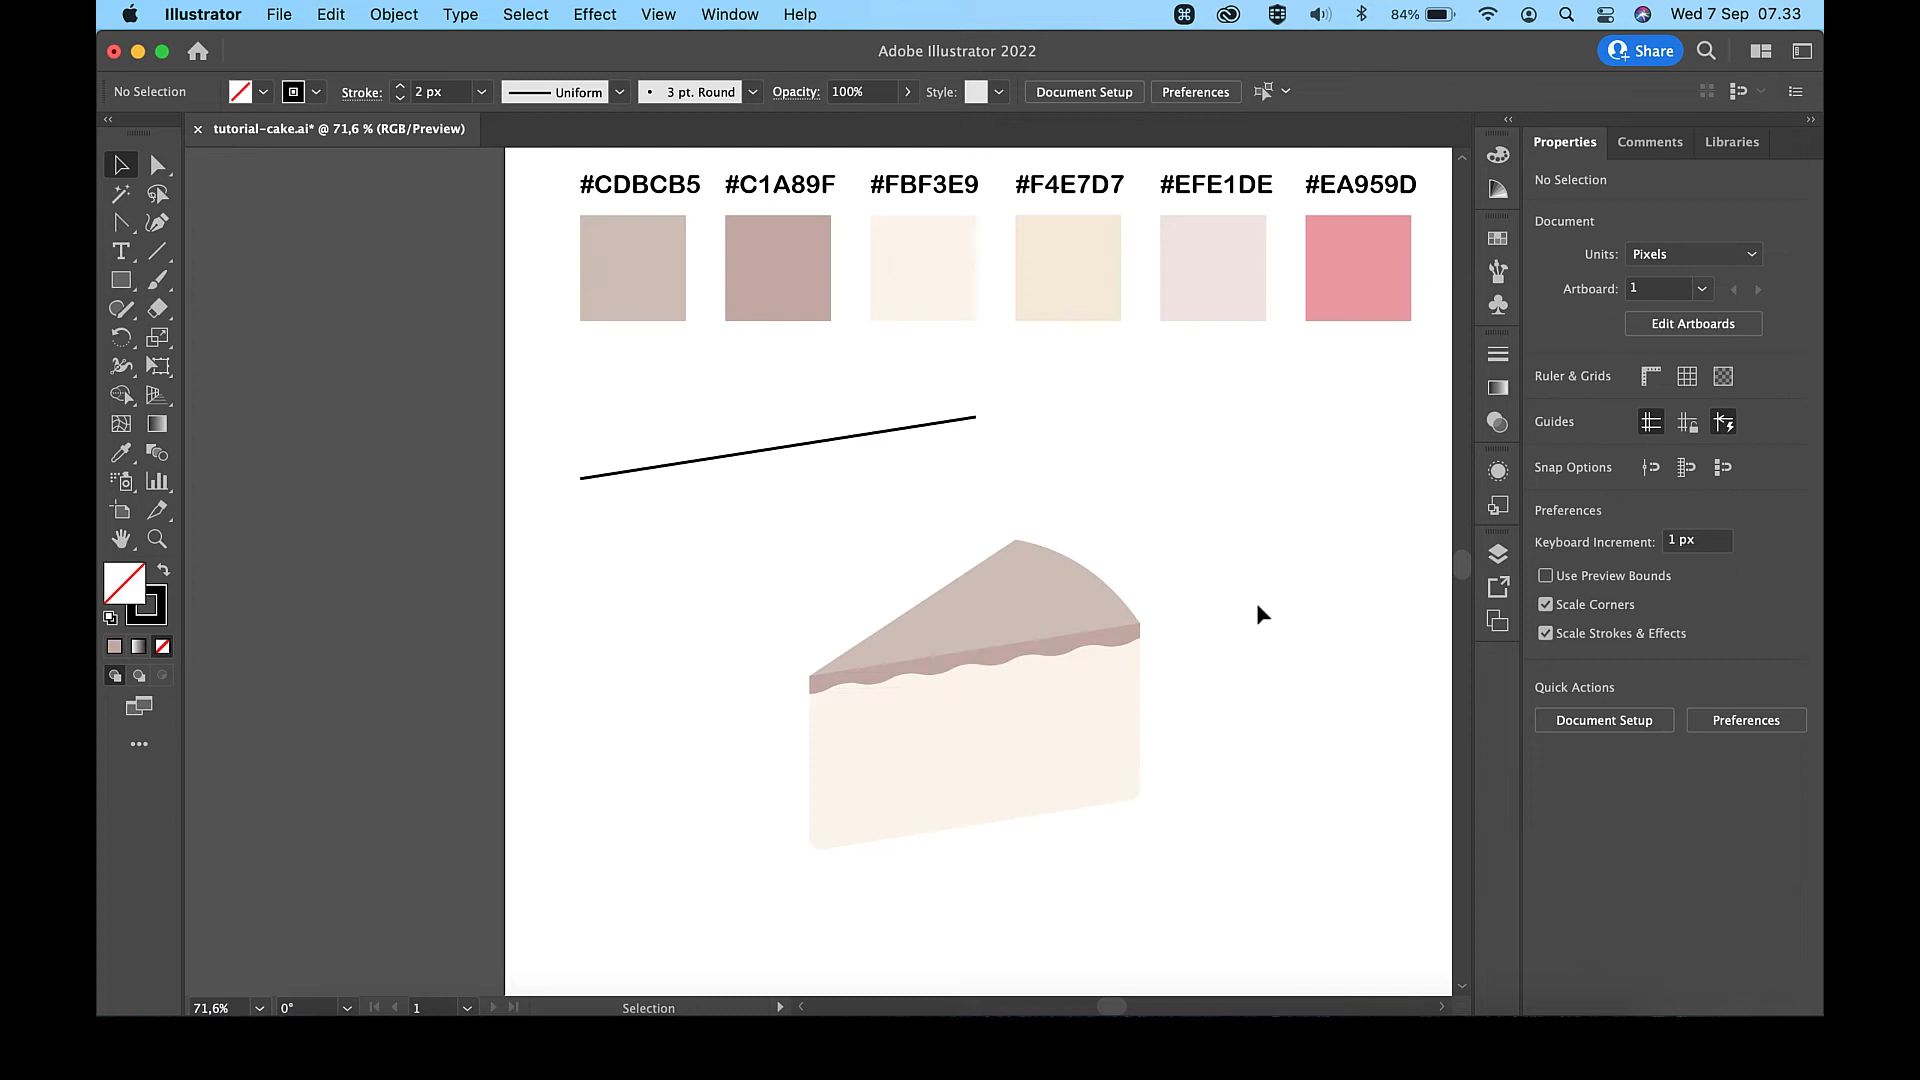 Illustrator File Edit Object Type Select Effect View Window Help 84% Wed 7 Sep 07.33
Adobe Illustrator 2022
Share
No Selection Stroke: 2 px Uniform 3 pt. Round Opacity: 100% Style: Document Setup Preferences
tutorial-cake.ai* @ 71,6 % (RGB/Preview)
Properties Comments Libraries
#CDBCB5 #C1A89F #FBF3E9 #F4E7D7 #EFE1DE #EA959D
No Selection
Document
Units: Pixels
Artboard: 1
Edit Artboards
Ruler & Grids
Guides
Snap Options
Preferences
Keyboard Increment: 1 px
Use Preview Bounds
Scale Corners
Scale Strokes & Effects
Quick Actions
Document Setup Preferences
71,6% 0° 1 Selection